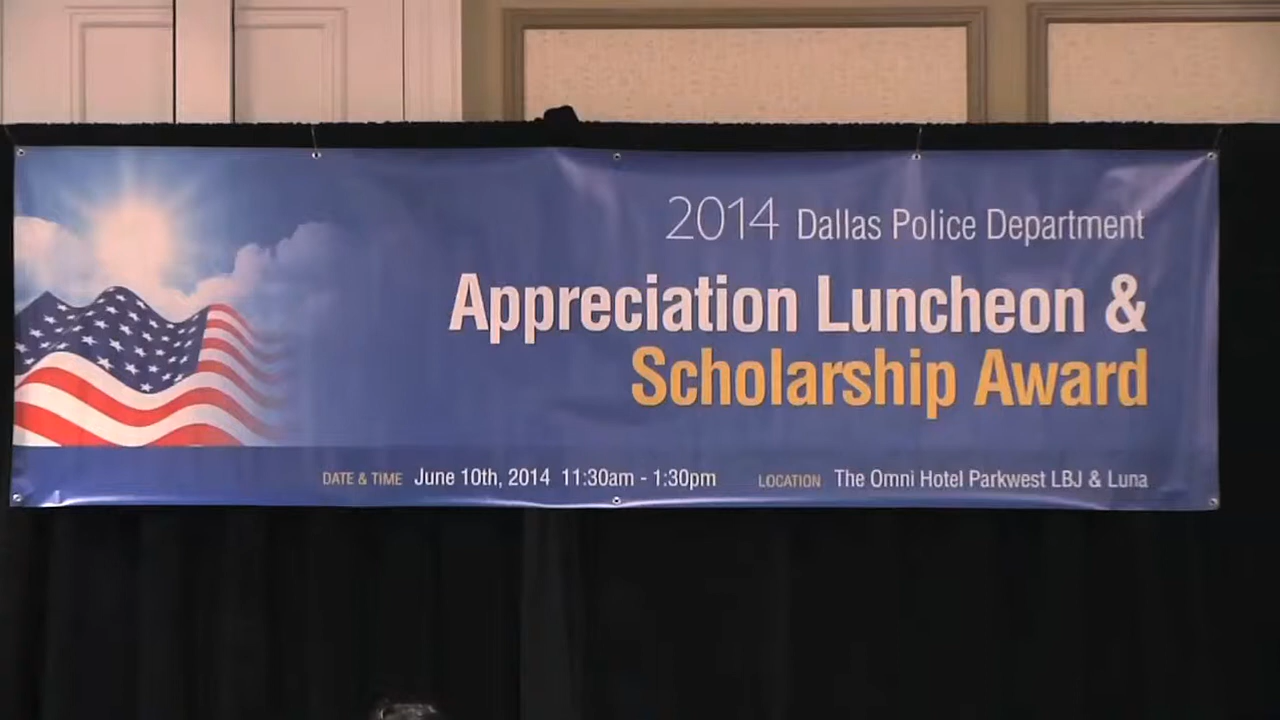 2014 Dallas Police Department
Appreciation Luncheon &
Scholarship Award
DATE & TIME June 10th, 2014 11:30am - 1:30pm LOCATION The Omni Hotel Parkwest LBJ & Luna